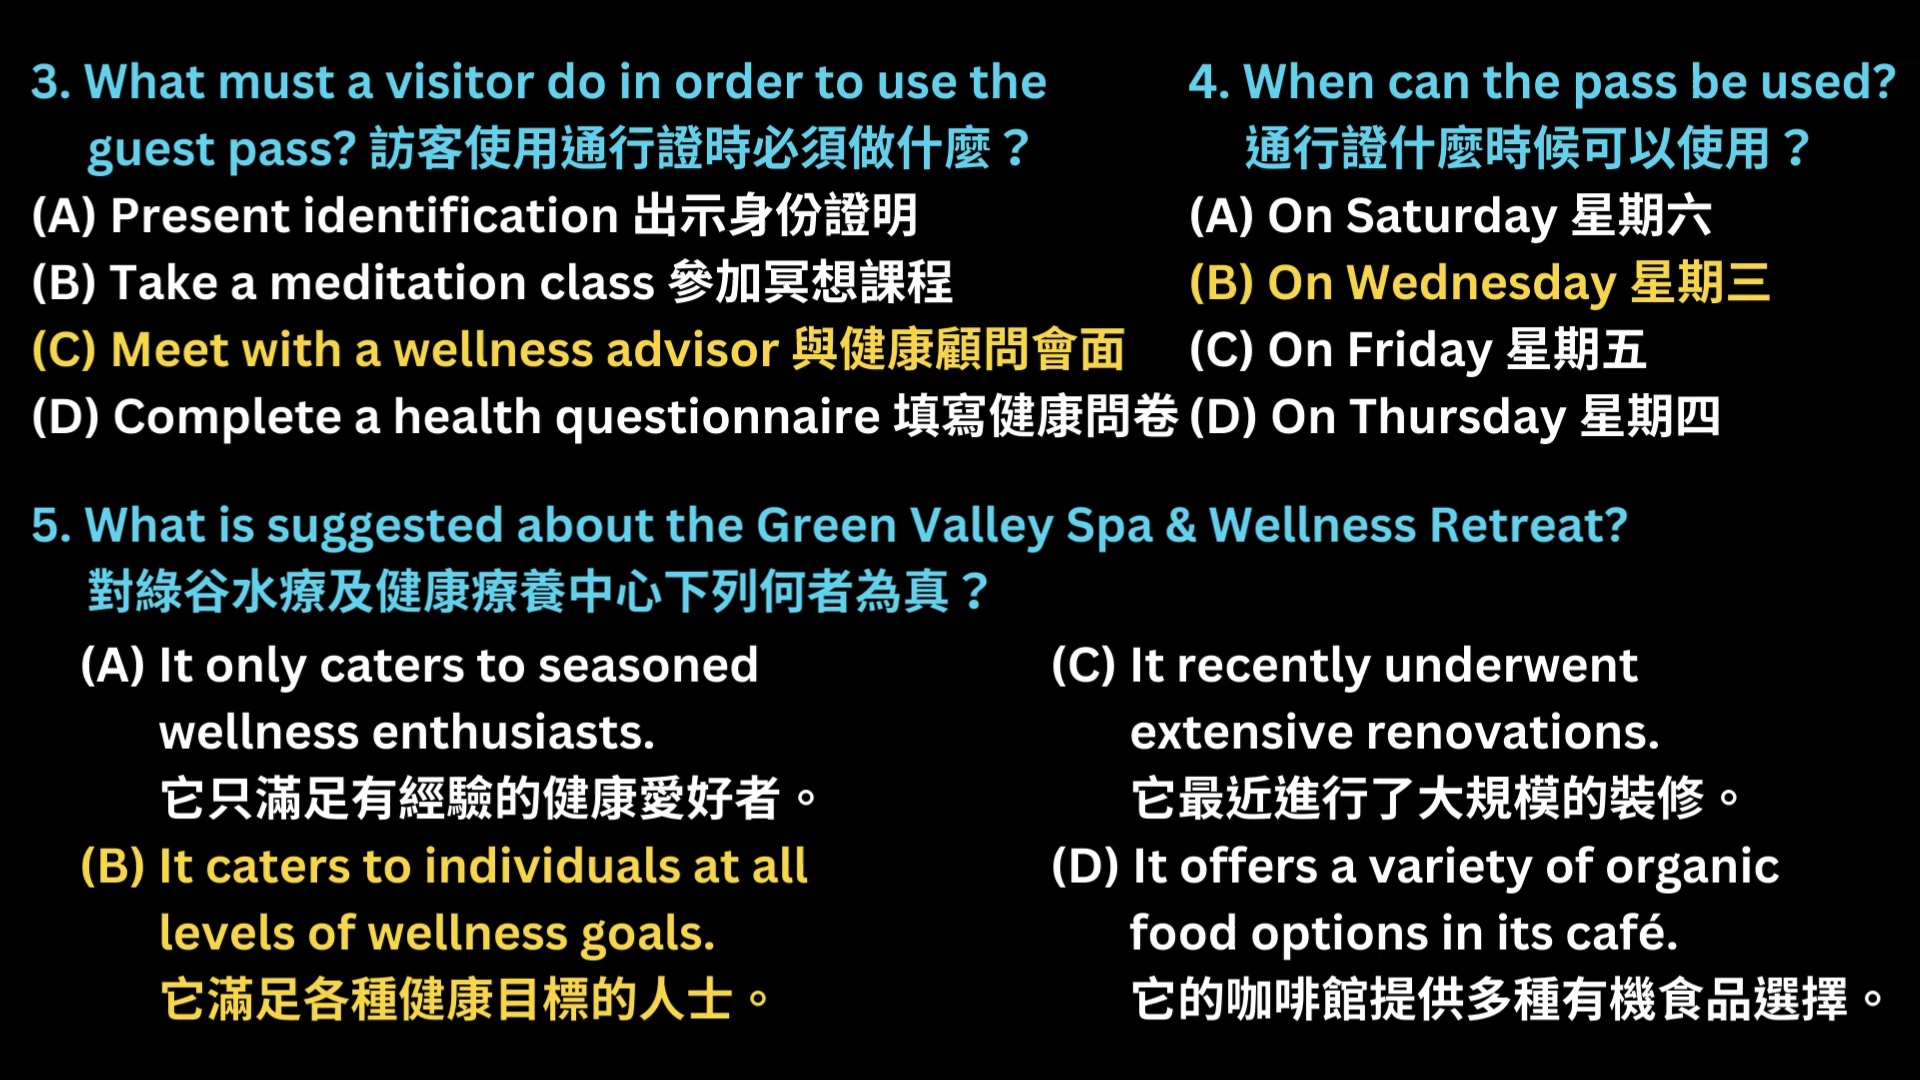 3. What must a visitor do in order to use the
guest pass? 訪客使用通行證時必須做什麼？
(A) Present identification 出示身份證明
(B) Take a meditation class 參加冥想課程
(C) Meet with a wellness advisor 與健康顧問會面
(D) Complete a health questionnaire 填寫健康問卷
4. When can the pass be used?
通行證什麼時候可以使用？
(A) On Saturday 星期六
(B) On Wednesday 星期三
(C) On Friday 星期五
(D) On Thursday 星期四
5. What is suggested about the Green Valley Spa & Wellness Retreat?
對綠谷水療及健康療養中心下列何者為真？
(A) It only caters to seasoned
wellness enthusiasts.
它只滿足有經驗的健康愛好者。
(B) It caters to individuals at all
levels of wellness goals.
它滿足各種健康目標的人士。
(C) It recently underwent
extensive renovations.
它最近進行了大規模的裝修。
(D) It offers a variety of organic
food options in its café.
它的咖啡館提供多種有機食品選擇。